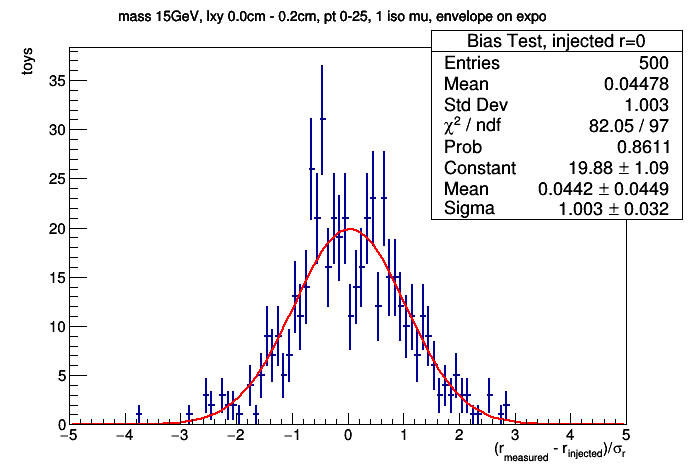 mass 15GeV, lxy 0.0cm - 0.2cm, pt 0-25, 1 iso mu, envelope on expo
Bias Test, injected r=0
Entries 500
Mean 0.04478
Std Dev 1.003
χ² / ndf 82.05 / 97
Prob 0.8611
Constant 19.88 ± 1.09
Mean 0.0442 ± 0.0449
Sigma 1.003 ± 0.032
toys
35
30
25
20
15
10
5
0
−5 −4 −3 −2 −1 0 1 2 3 4 5
(r_measured - r_injected)/σ_r